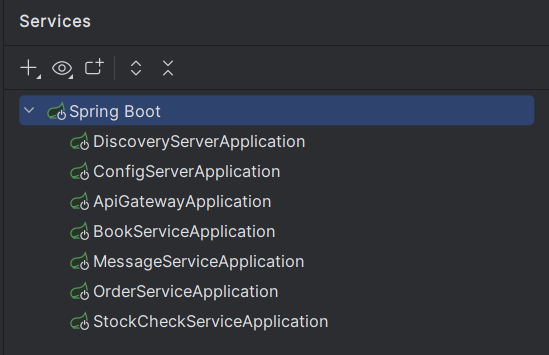 Services
Spring Boot
DiscoveryServerApplication
ConfigServerApplication
ApiGatewayApplication
BookServiceApplication
MessageServiceApplication
OrderServiceApplication
StockCheckServiceApplication